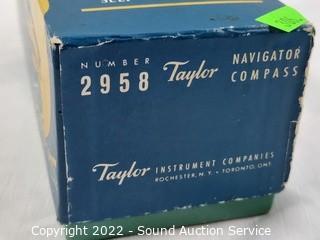 NUMBER
2958 Taylor NAVIGATOR
COMPASS
Taylor INSTRUMENT COMPANIES
ROCHESTER, N.Y. • TORONTO, ONT.
Copyright 2022 - Sound Auction Service